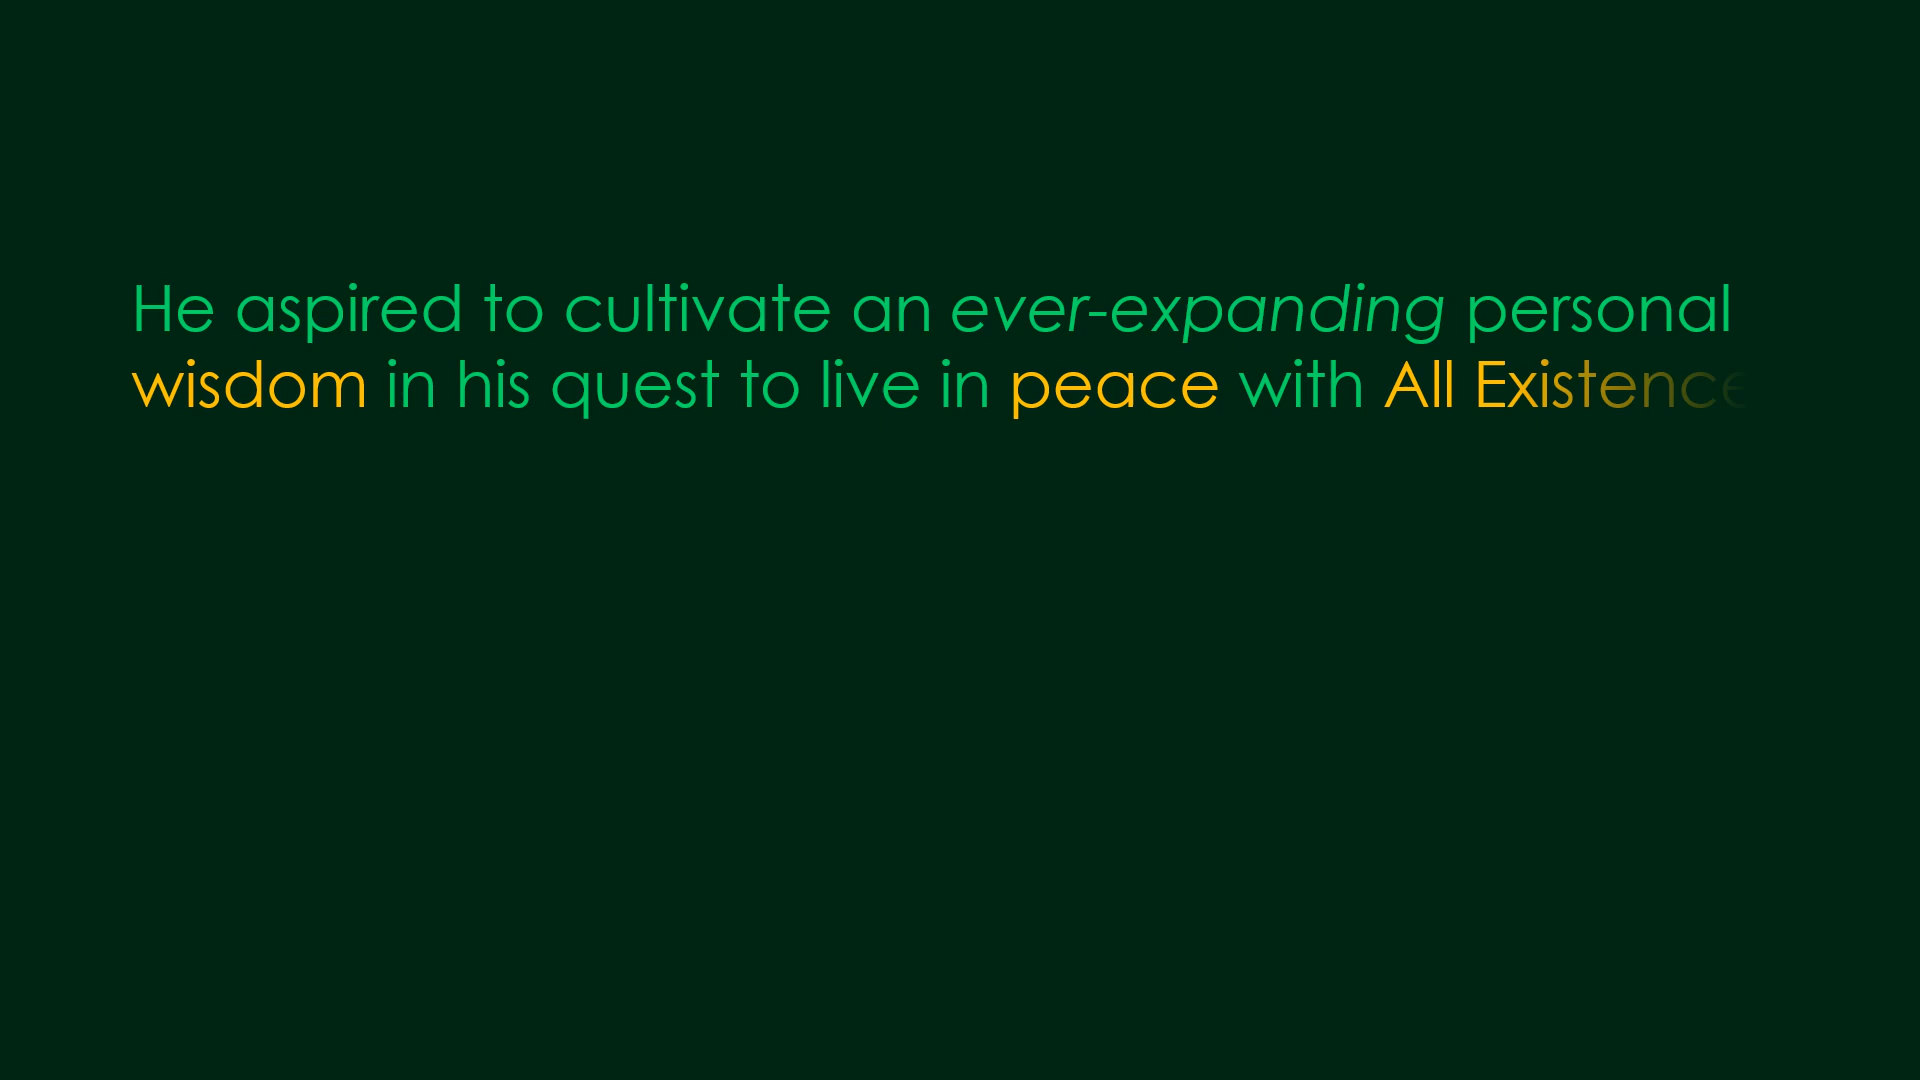 He aspired to cultivate an ever-expanding personal
wisdom in his quest to live in peace with All Existence